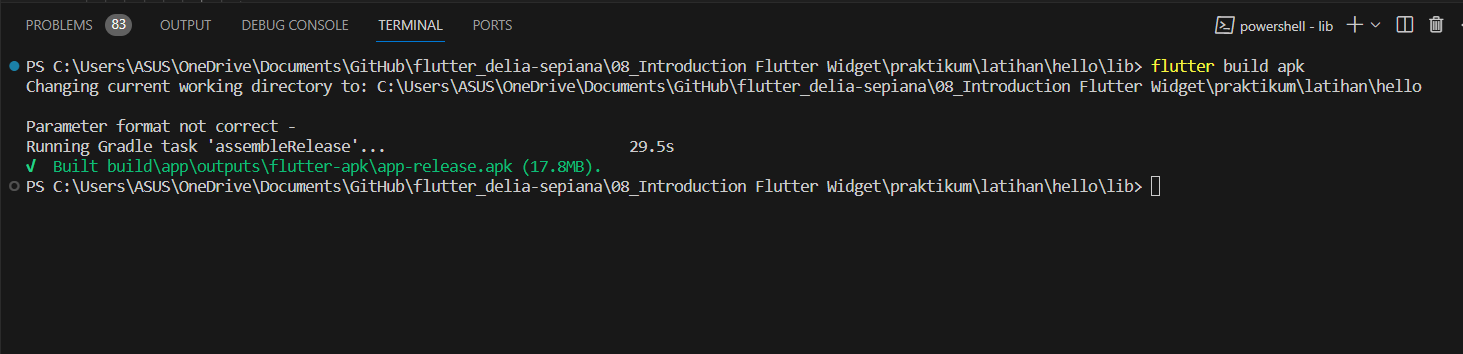 PROBLEMS 83 OUTPUT DEBUG CONSOLE TERMINAL PORTS powershell - lib
PS C:\Users\ASUS\OneDrive\Documents\GitHub\flutter_delia-sepiana\08_Introduction Flutter Widget\praktikum\latihan\hello\lib> flutter build apk
Changing current working directory to: C:\Users\ASUS\OneDrive\Documents\GitHub\flutter_delia-sepiana\08_Introduction Flutter Widget\praktikum\latihan\hello
Parameter format not correct -
Running Gradle task 'assembleRelease'... 29.5s
√ Built build\app\outputs\flutter-apk\app-release.apk (17.8MB).
PS C:\Users\ASUS\OneDrive\Documents\GitHub\flutter_delia-sepiana\08_Introduction Flutter Widget\praktikum\latihan\hello\lib>